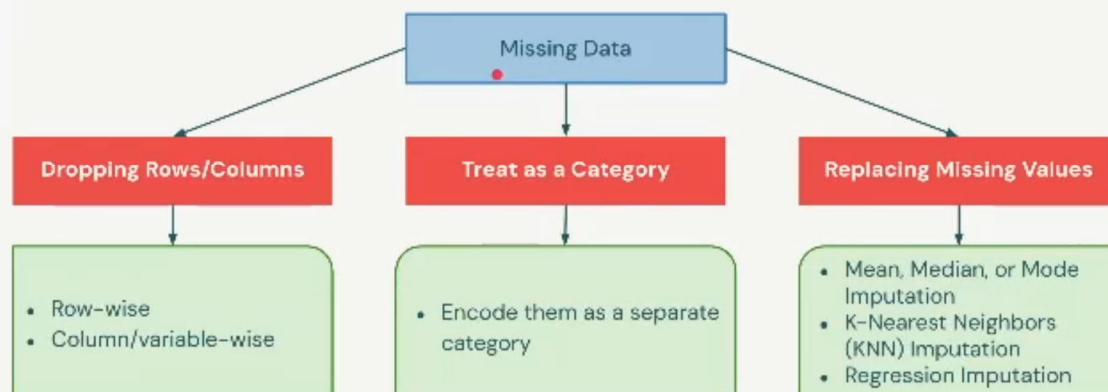 Missing Data
Dropping Rows/Columns
Treat as a Category
Replacing Missing Values
• Row-wise
• Column/variable-wise
• Encode them as a separate
category
• Mean, Median, or Mode
Imputation
• K-Nearest Neighbors
(KNN) Imputation
• Regression Imputation